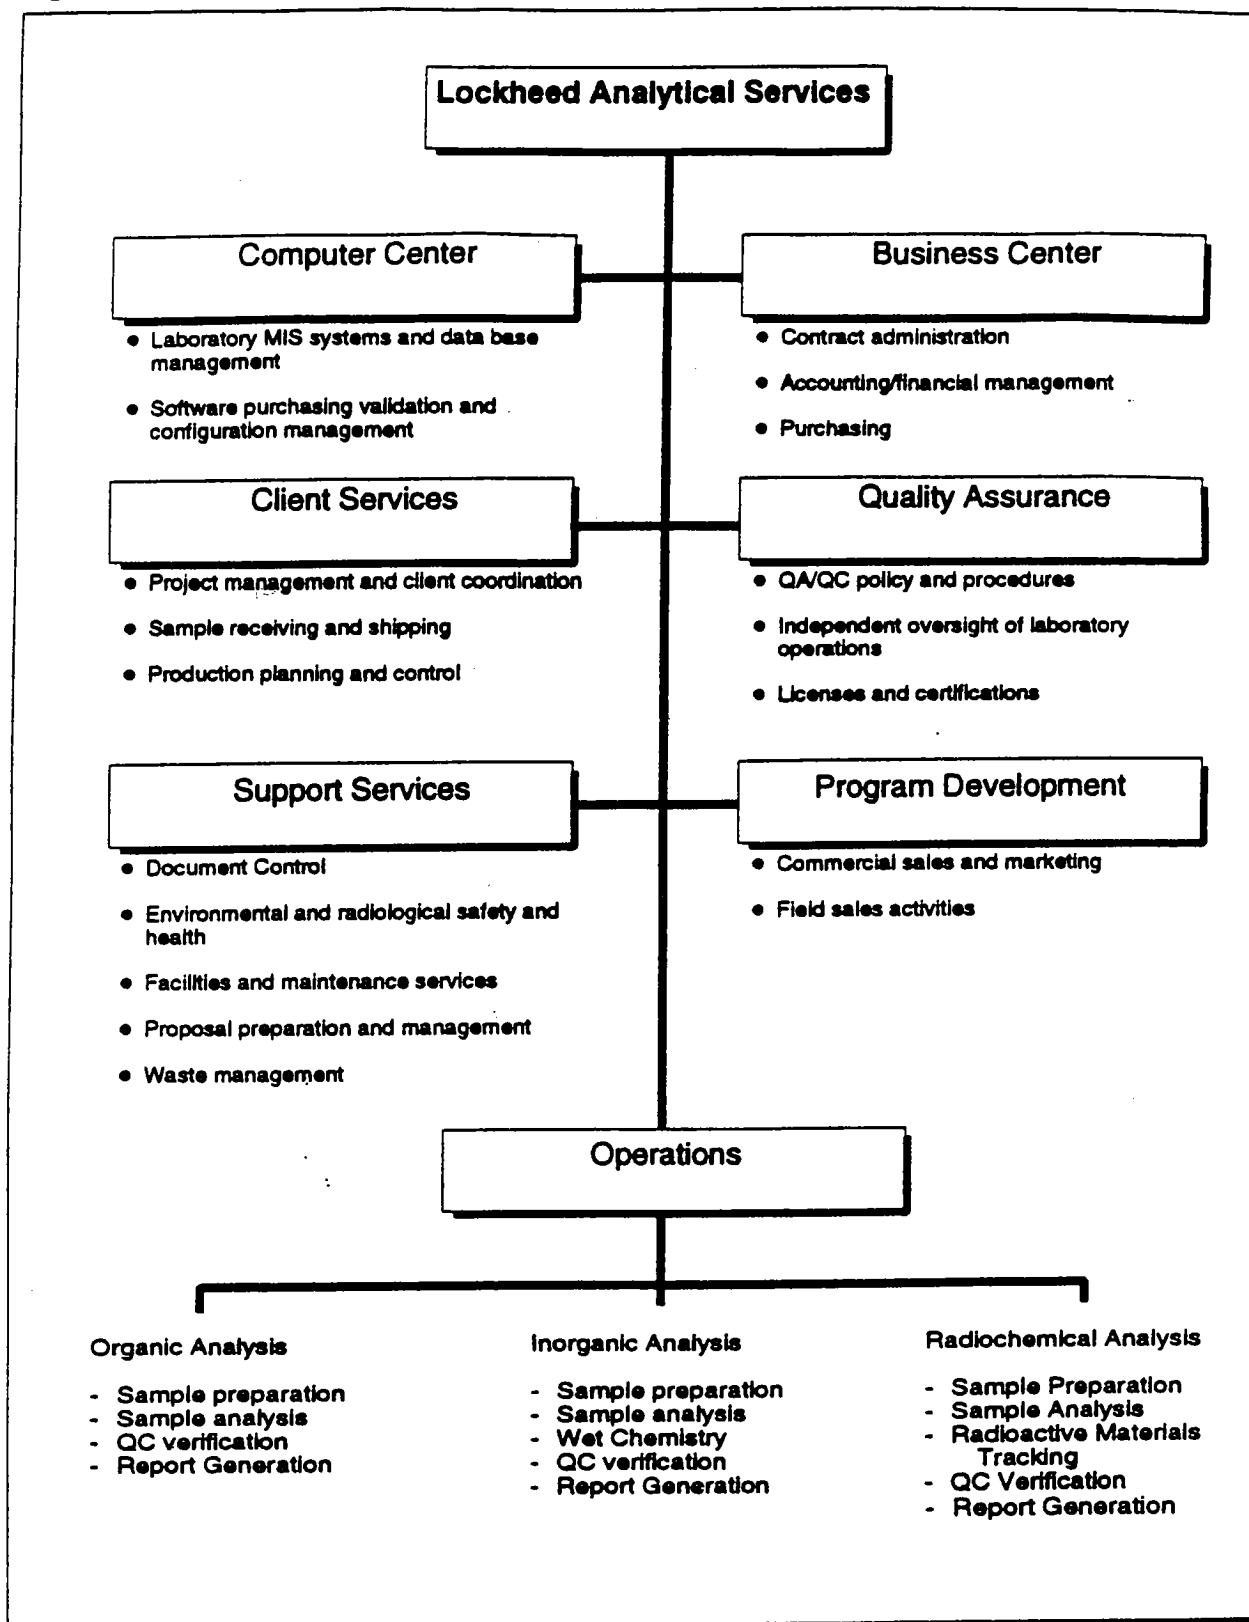 Lockheed Analytical Services
Computer Center
• Laboratory MIS systems and data base
management
• Software purchasing validation and
configuration management
Business Center
• Contract administration
• Accounting/financial management
• Purchasing
Client Services
• Project management and client coordination
• Sample receiving and shipping
• Production planning and control
Quality Assurance
• QA/QC policy and procedures
• Independent oversight of laboratory
operations
• Licenses and certifications
Support Services
• Document Control
• Environmental and radiological safety and
health
• Facilities and maintenance services
• Proposal preparation and management
• Waste management
Program Development
• Commercial sales and marketing
• Field sales activities
Operations
Organic Analysis
- Sample preparation
- Sample analysis
- QC verification
- Report Generation
Inorganic Analysis
- Sample preparation
- Sample analysis
- Wet Chemistry
- QC verification
- Report Generation
Radiochemical Analysis
- Sample Preparation
- Sample Analysis
- Radioactive Materials
Tracking
- QC Verification
- Report Generation